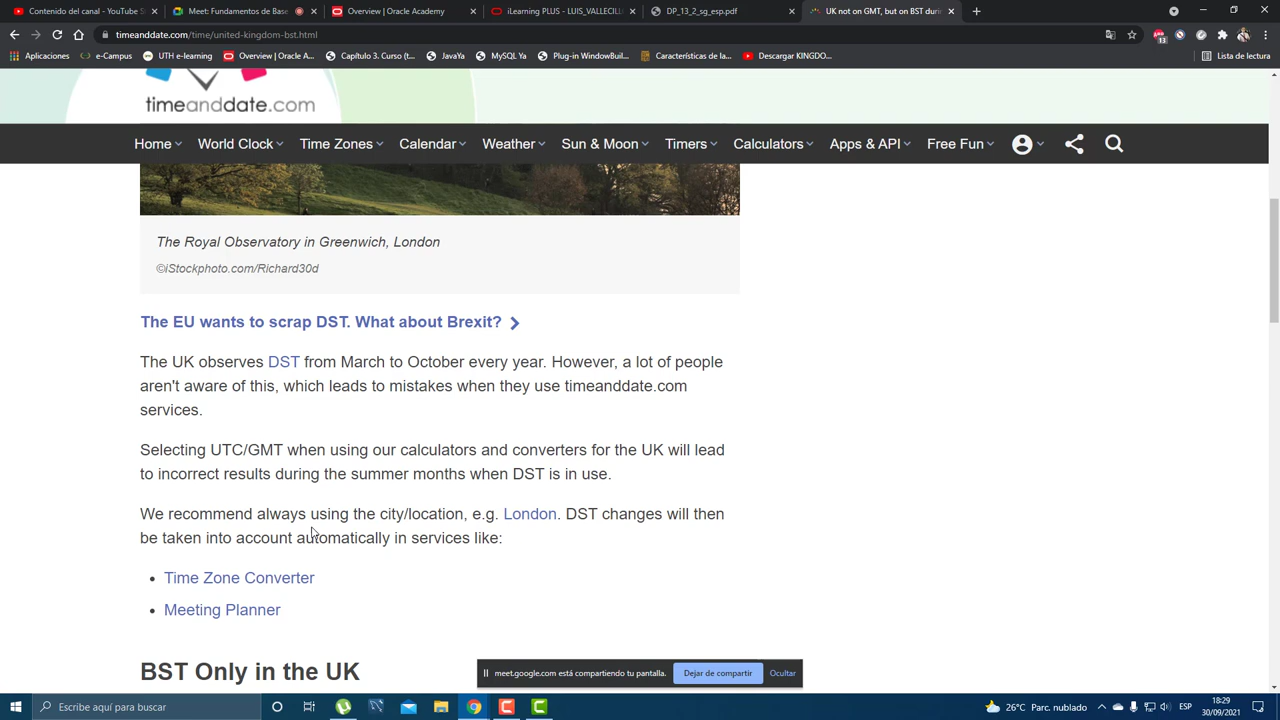 Contenido del canal - YouTube S
Meet: Fundamentos de Base
Overview | Oracle Academy
iLearning PLUS - LUIS_VALLECIL
DP_13_2_sg_esp.pdf
UK not on GMT, but on BST duri
timeanddate.com/time/united-kingdom-bst.html
13
Aplicaciones
e-Campus
UTH e-learning
Overview | Oracle A...
Capítulo 3. Curso (t...
JavaYa
MySQL Ya
Plug-in WindowBuil...
Características de la...
Descargar KINGDO...
Lista de lectura
timeanddate.com
Home
World Clock
Time Zones
Calendar
Weather
Sun & Moon
Timers
Calculators
Apps & API
Free Fun
The Royal Observatory in Greenwich, London
©iStockphoto.com/Richard30d
The EU wants to scrap DST. What about Brexit?
The UK observes DST from March to October every year. However, a lot of people
aren't aware of this, which leads to mistakes when they use timeanddate.com
services.
Selecting UTC/GMT when using our calculators and converters for the UK will lead
to incorrect results during the summer months when DST is in use.
We recommend always using the city/location, e.g. London. DST changes will then
be taken into account automatically in services like:
• Time Zone Converter
• Meeting Planner
BST Only in the UK
meet.google.com está compartiendo tu pantalla.
Dejar de compartir
Ocultar
Escribe aquí para buscar
26°C Parc. nublado
ESP
18:29
30/09/2021